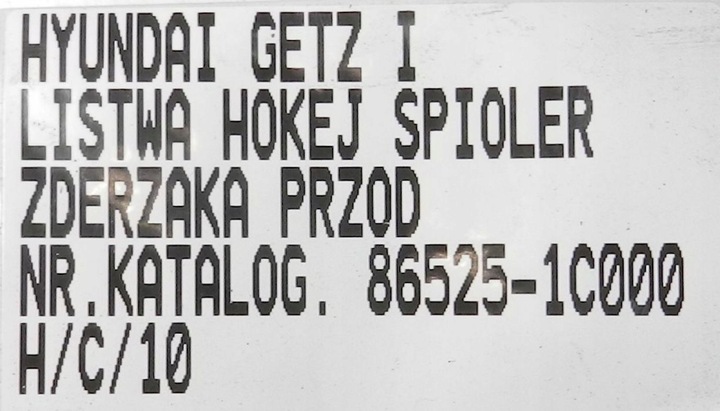 HYUNDAI GETZ I
LISTWA HOKEJ SPIOLER
ZDERZAKA PRZOD
NR.KATALOG. 86525-1C000
H/C/10